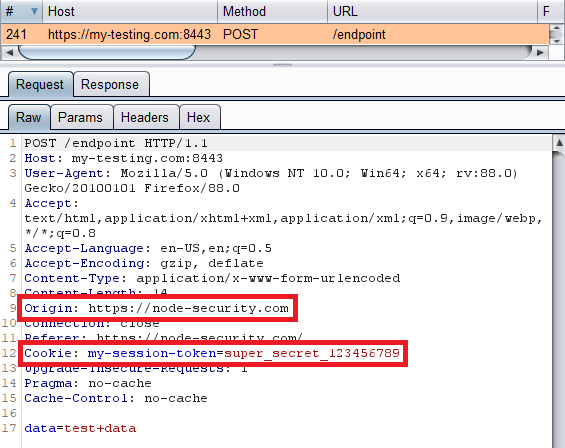 # Host Method URL F
241 https://my-testing.com:8443 POST /endpoint
Request Response
Raw Params Headers Hex
1 POST /endpoint HTTP/1.1
2 Host: my-testing.com:8443
3 User-Agent: Mozilla/5.0 (Windows NT 10.0; Win64; x64; rv:88.0)
Gecko/20100101 Firefox/88.0
4 Accept:
text/html,application/xhtml+xml,application/xml;q=0.9,image/webp,
*/*;q=0.8
5 Accept-Language: en-US,en;q=0.5
6 Accept-Encoding: gzip, deflate
7 Content-Type: application/x-www-form-urlencoded
8 Content-Length: 14
9 Origin: https://node-security.com
10 Connection: close
11 Referer: https://node-security.com/
12 Cookie: my-session-token=super_secret_123456789
13 Upgrade-Insecure-Requests: 1
14 Pragma: no-cache
15 Cache-Control: no-cache
16
17 data=test+data